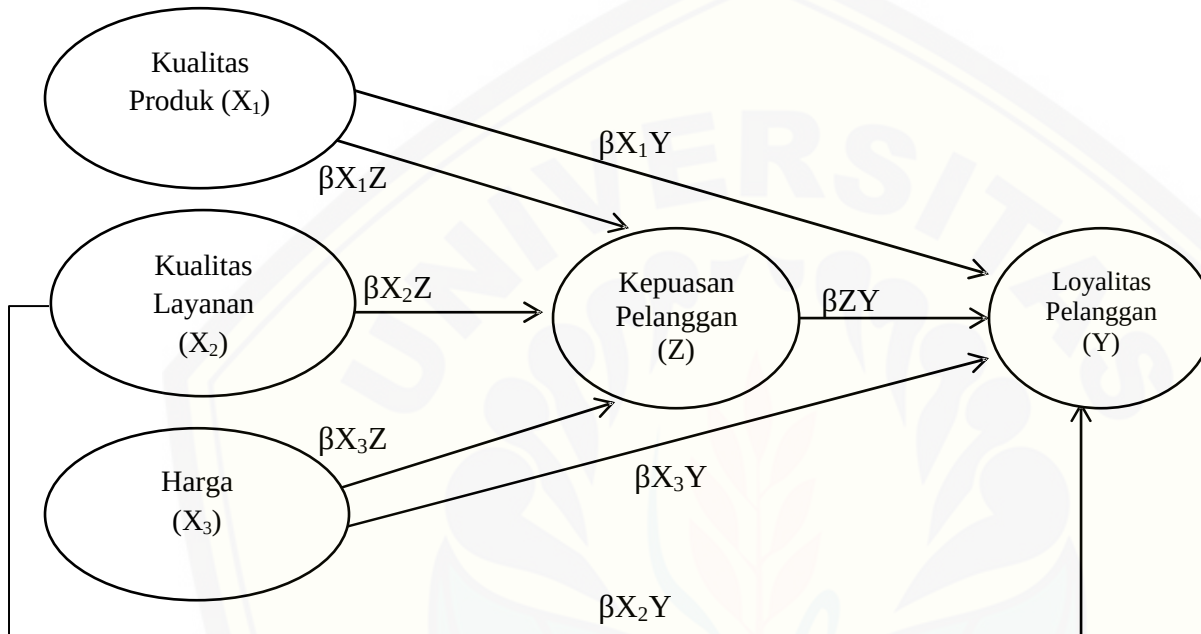 Kualitas
Produk (X₁)
βX₁Y
βX₁Z
Kualitas
Layanan
(X₂)
βX₂Z
Kepuasan
Pelanggan
(Z)
βZY
Loyalitas
Pelanggan
(Y)
βX₃Z
Harga
(X₃)
βX₃Y
βX₂Y
UNIVERSITAS